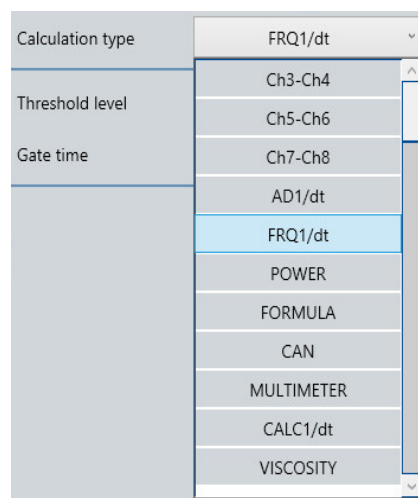 Calculation type FRQ1/dt
Threshold level
Gate time
Ch3-Ch4
Ch5-Ch6
Ch7-Ch8
AD1/dt
FRQ1/dt
POWER
FORMULA
CAN
MULTIMETER
CALC1/dt
VISCOSITY